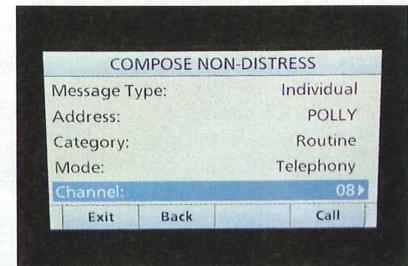 COMPOSE NON-DISTRESS
Message Type: Individual
Address: POLLY
Category: Routine
Mode: Telephony
Channel: 08
Exit Back Call